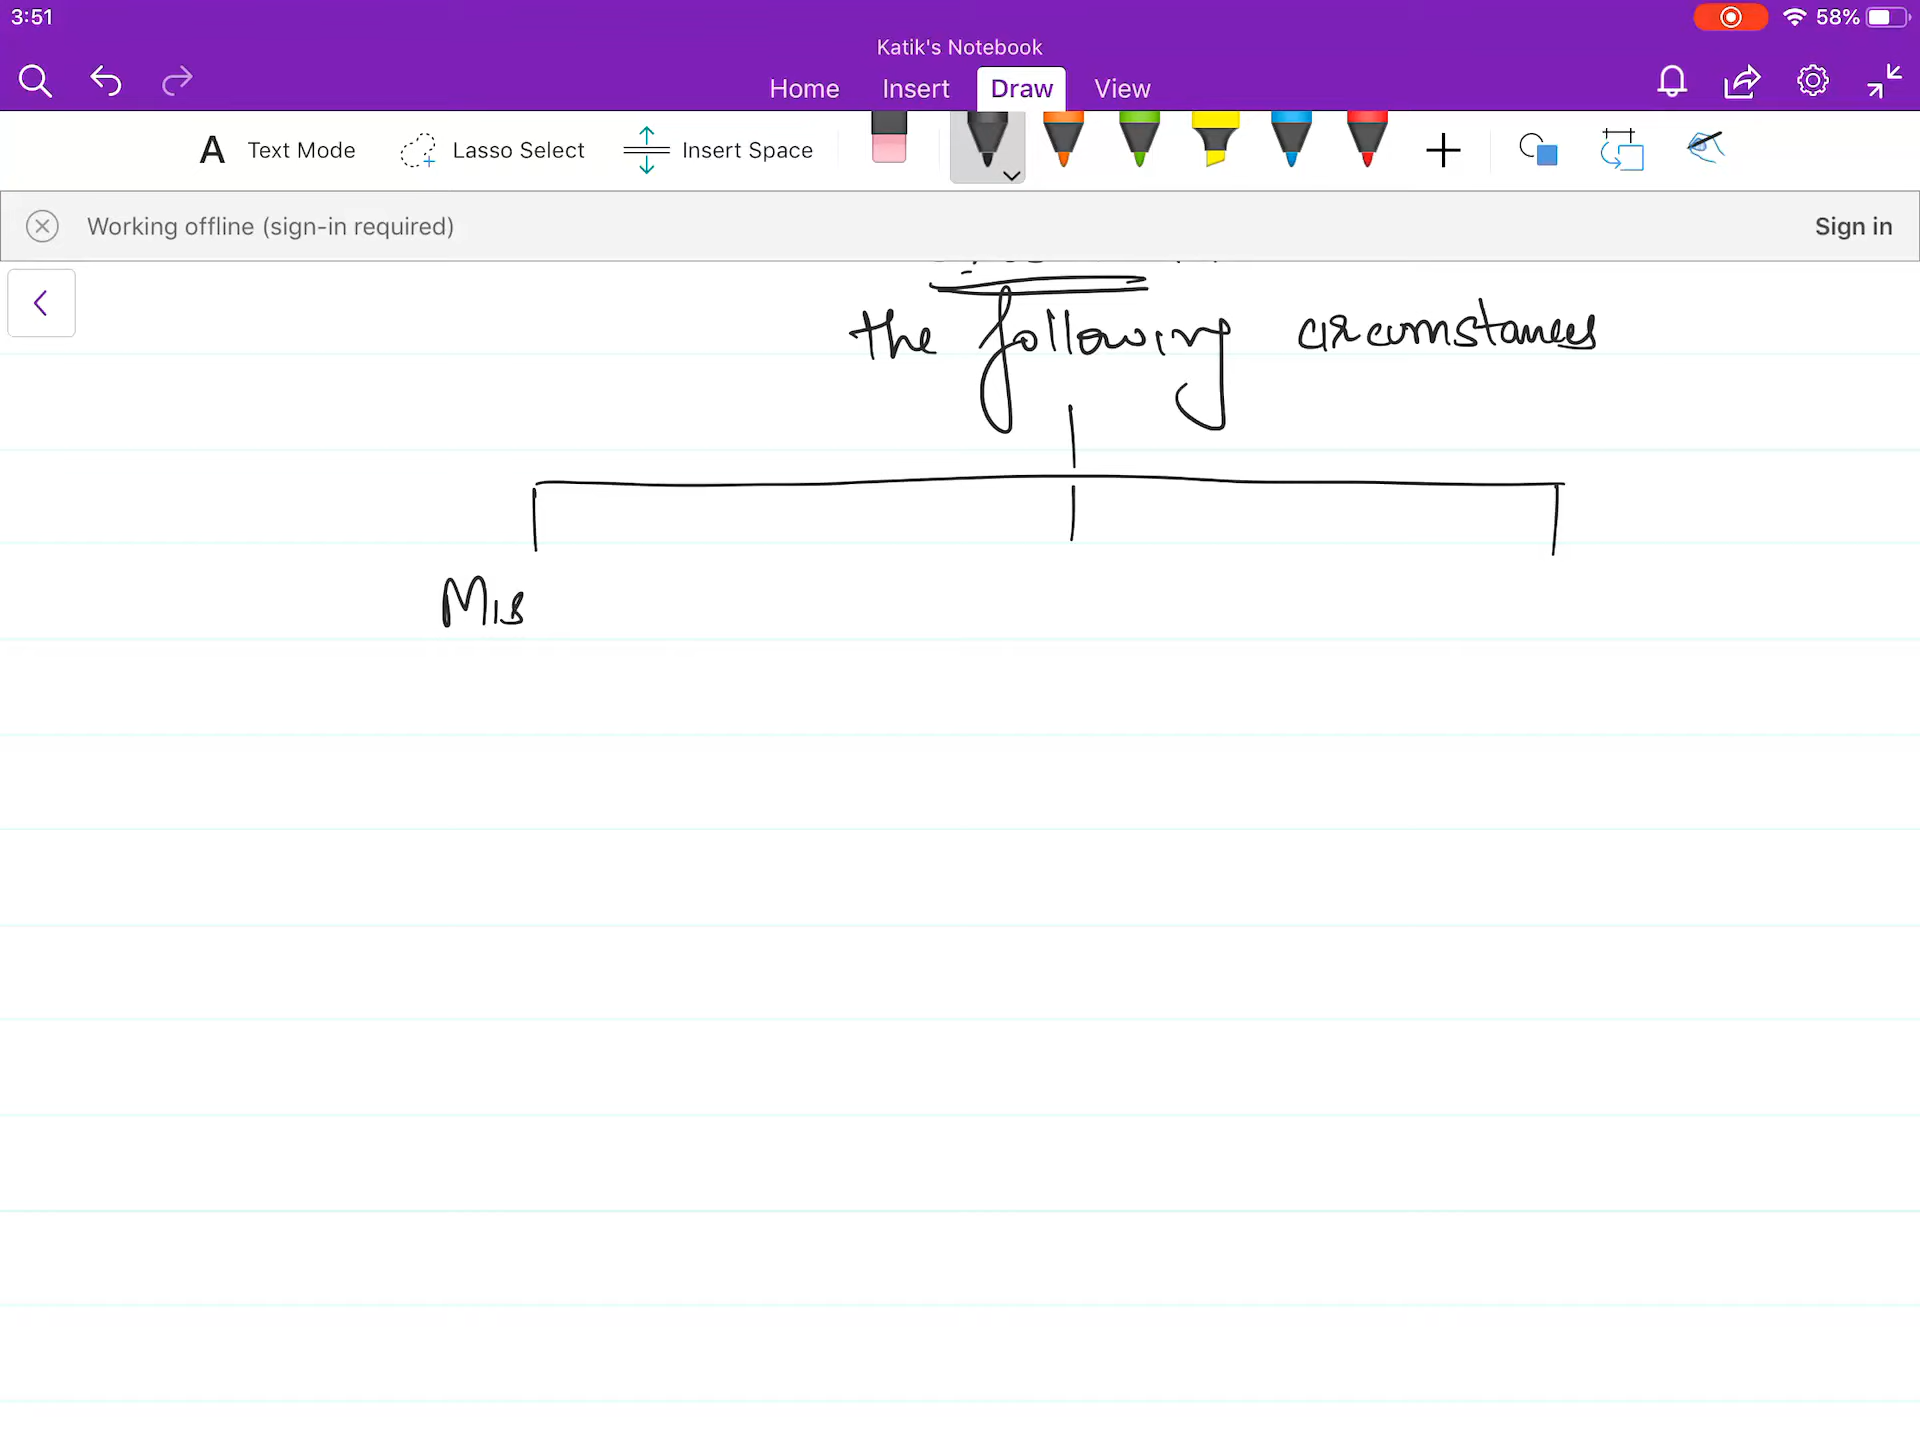 3:51
58%
Katik's Notebook
Home Insert Draw View
A Text Mode Lasso Select Insert Space
Working offline (sign-in required) Sign in
the following circumstances
Mis